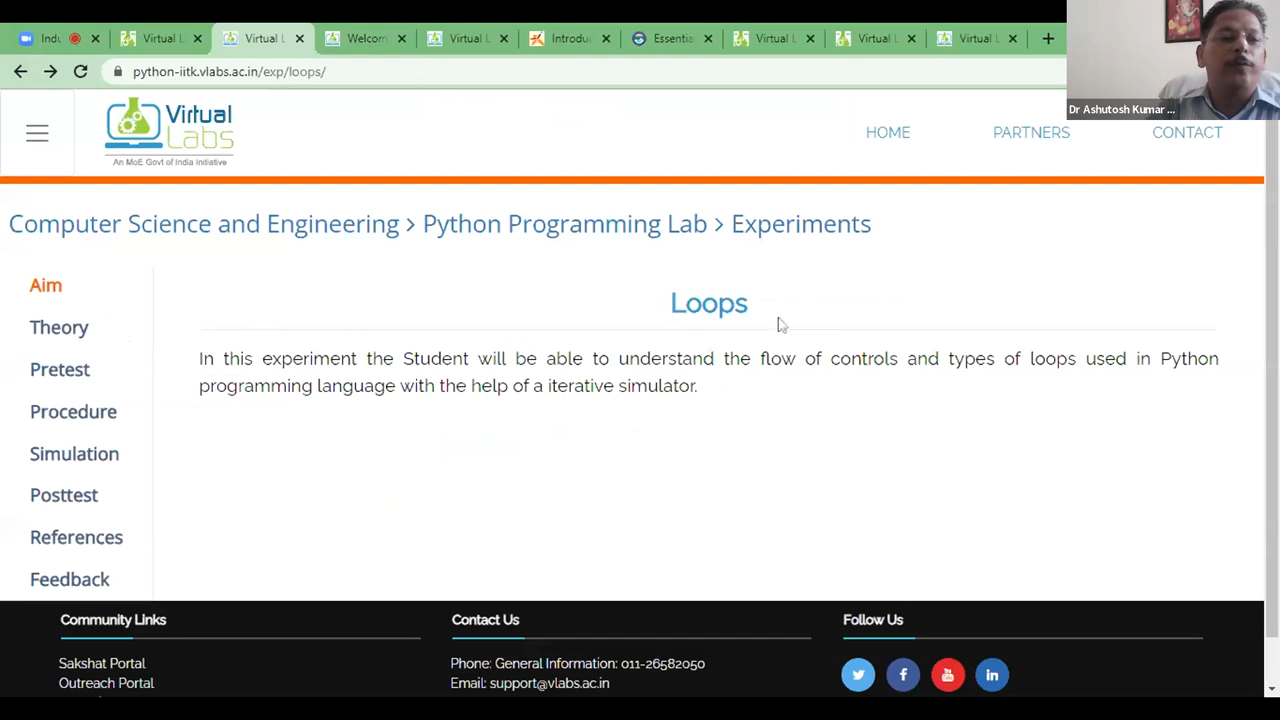 Indu
Virtual L
Virtual L
Welcom
Virtual L
Introduc
Essentia
Virtual L
Virtual L
Virtual L
python-iitk.vlabs.ac.in/exp/loops/
Dr Ashutosh Kumar ...
Virtual
Labs
An MoE Govt of India Initiative
HOME
PARTNERS
CONTACT
Computer Science and Engineering > Python Programming Lab > Experiments
Aim
Theory
Pretest
Procedure
Simulation
Posttest
References
Feedback
Loops
In this experiment the Student will be able to understand the flow of controls and types of loops used in Python
programming language with the help of a iterative simulator.
Community Links
Sakshat Portal
Outreach Portal
Contact Us
Phone: General Information: 011-26582050
Email: support@vlabs.ac.in
Follow Us